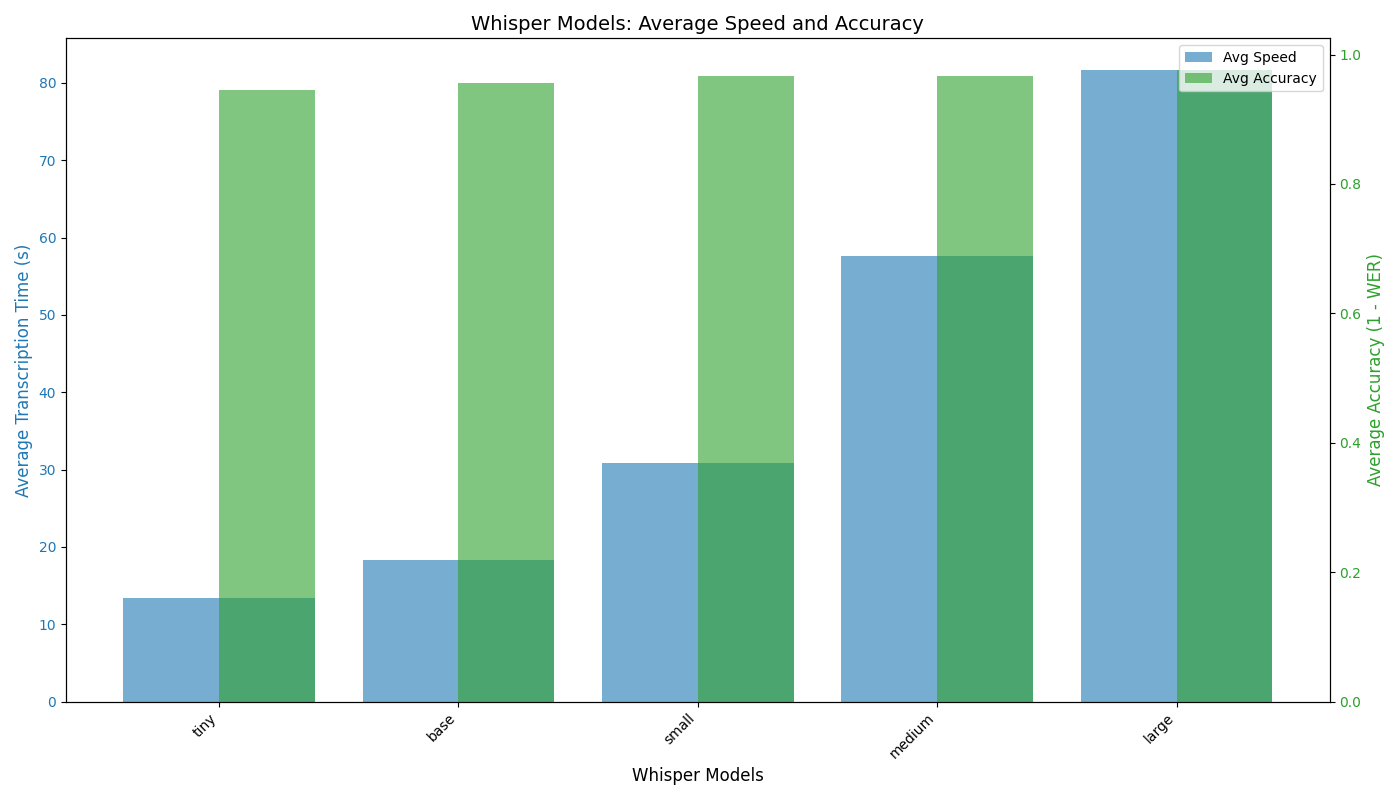 Whisper Models: Average Speed and Accuracy
Avg Speed
Avg Accuracy
Average Transcription Time (s)
80
70
60
50
40
30
20
10
0
1.0
0.8
0.6
0.4
0.2
0.0
Average Accuracy (1 - WER)
tiny
base
small
medium
large
Whisper Models